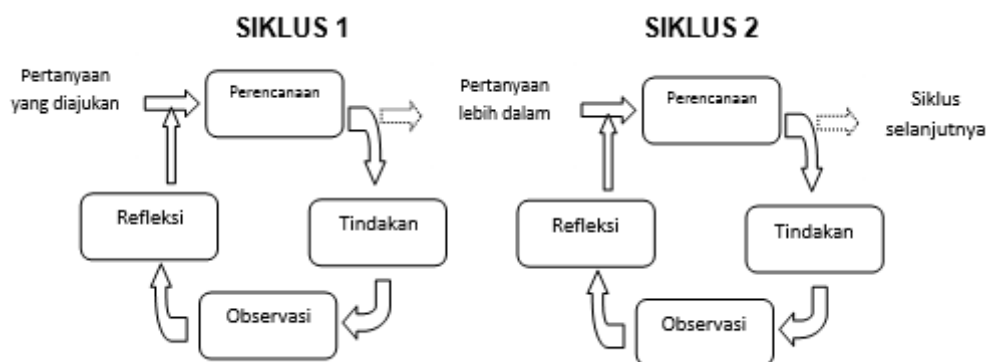 SIKLUS 1
Pertanyaan
yang diajukan
Perencanaan
Refleksi
Tindakan
Observasi
SIKLUS 2
Pertanyaan
lebih dalam
Perencanaan
Siklus
selanjutnya
Refleksi
Tindakan
Observasi